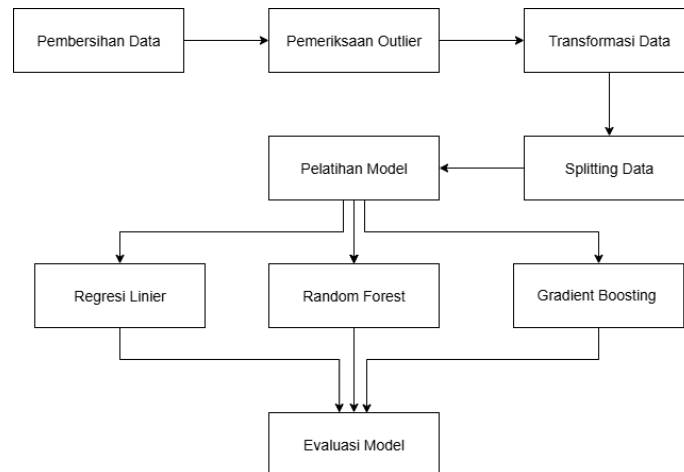 Pembersihan Data
Pemeriksaan Outlier
Transformasi Data
Splitting Data
Pelatihan Model
Regresi Linier
Random Forest
Gradient Boosting
Evaluasi Model